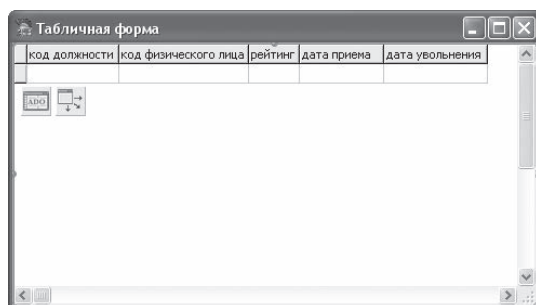 Табличная форма
код должности код физического лица рейтинг дата приема дата увольнения
ADO